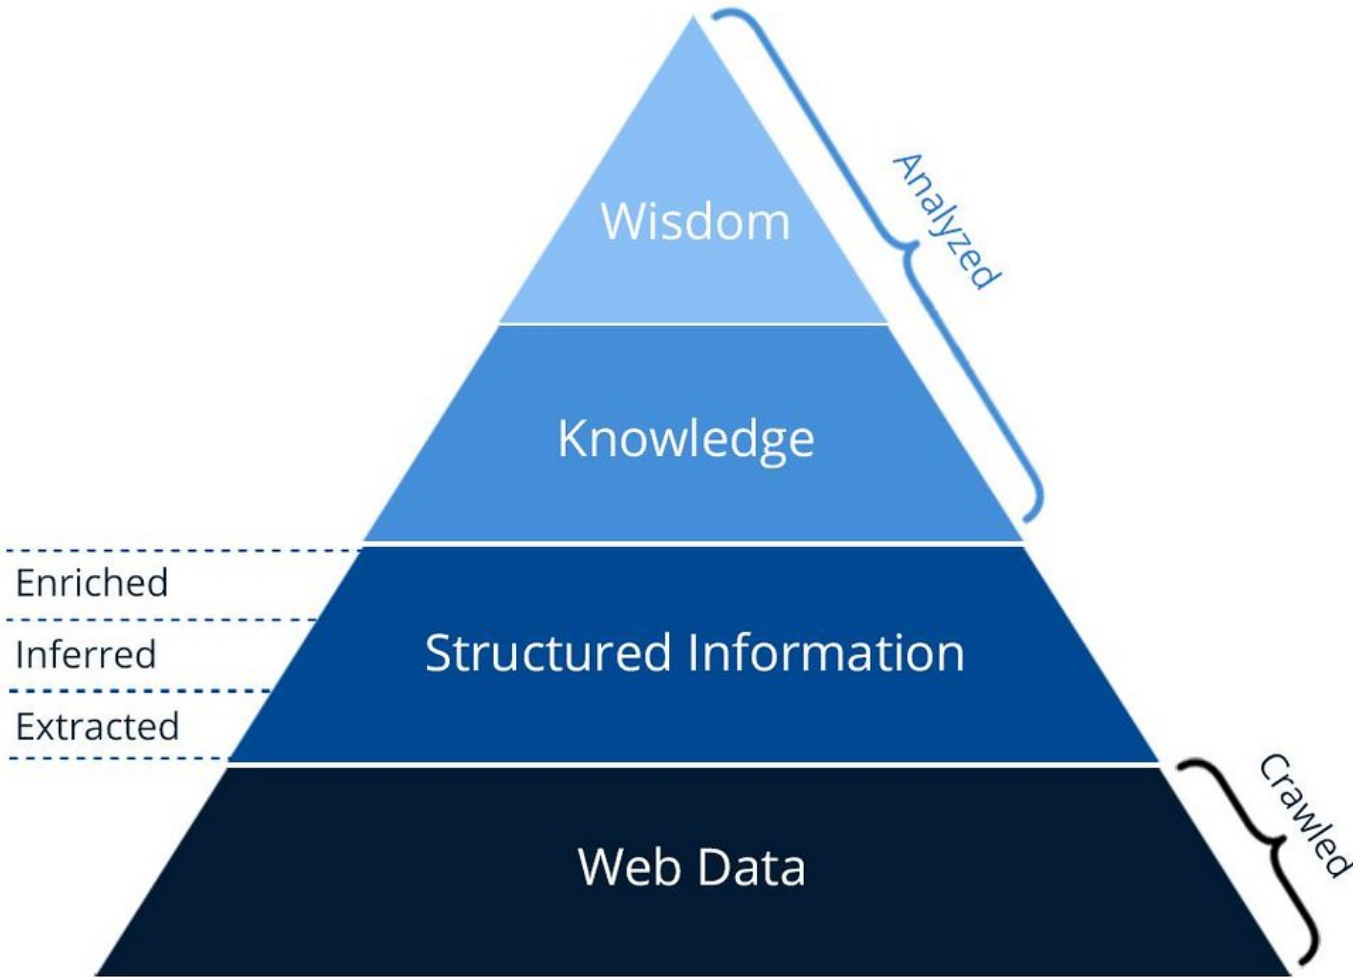 Wisdom
Analyzed
Knowledge
Enriched
Inferred
Extracted
Structured Information
Web Data
Crawled